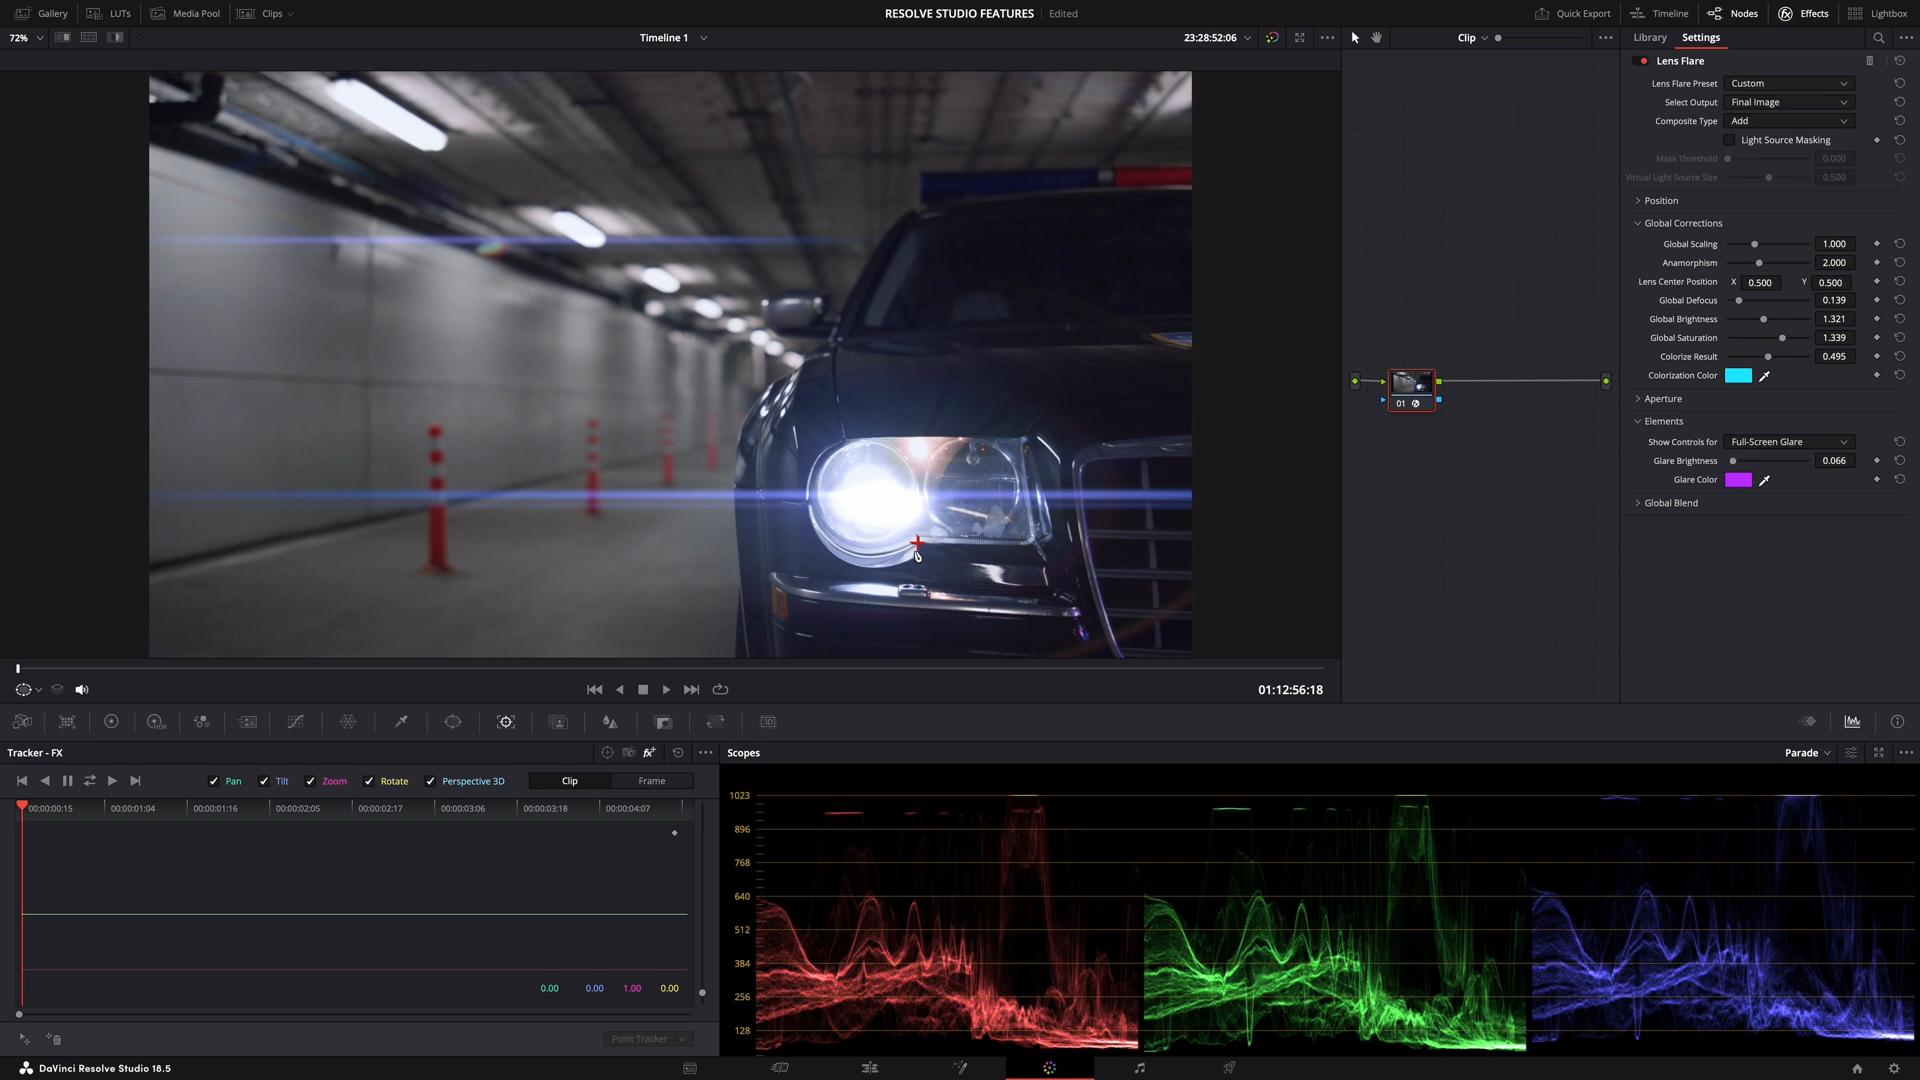 Gallery LUTs Media Pool Clips RESOLVE STUDIO FEATURES Edited Quick Export Timeline Nodes Effects Lightbox
72% Timeline 1 23:28:52:06 Clip Library Settings
Lens Flare
Lens Flare Preset Custom
Select Output Final Image
Composite Type Add
Light Source Masking
Mask Threshold 0.000
Virtual Light Source Size 0.500
Position
Global Corrections
Global Scaling 1.000
Anamorphism 2.000
Lens Center Position X 0.500 Y 0.500
Global Defocus 0.139
Global Brightness 1.321
Global Saturation 1.339
Colorize Result 0.495
Colorization Color
Aperture
Elements
Show Controls for Full-Screen Glare
Glare Brightness 0.066
Glare Color
Global Blend
01
01:12:56:18
HDR 3D
Tracker - FX fx Scopes Parade
Pan Tilt Zoom Rotate Perspective 3D Clip Frame
00:00:00:15 00:00:01:04 00:00:01:16 00:00:02:05 00:00:02:17 00:00:03:06 00:00:03:18 00:00:04:07
1023
896
768
640
512
384
256
128
0.00 0.00 1.00 0.00
Point Tracker
DaVinci Resolve Studio 18.5